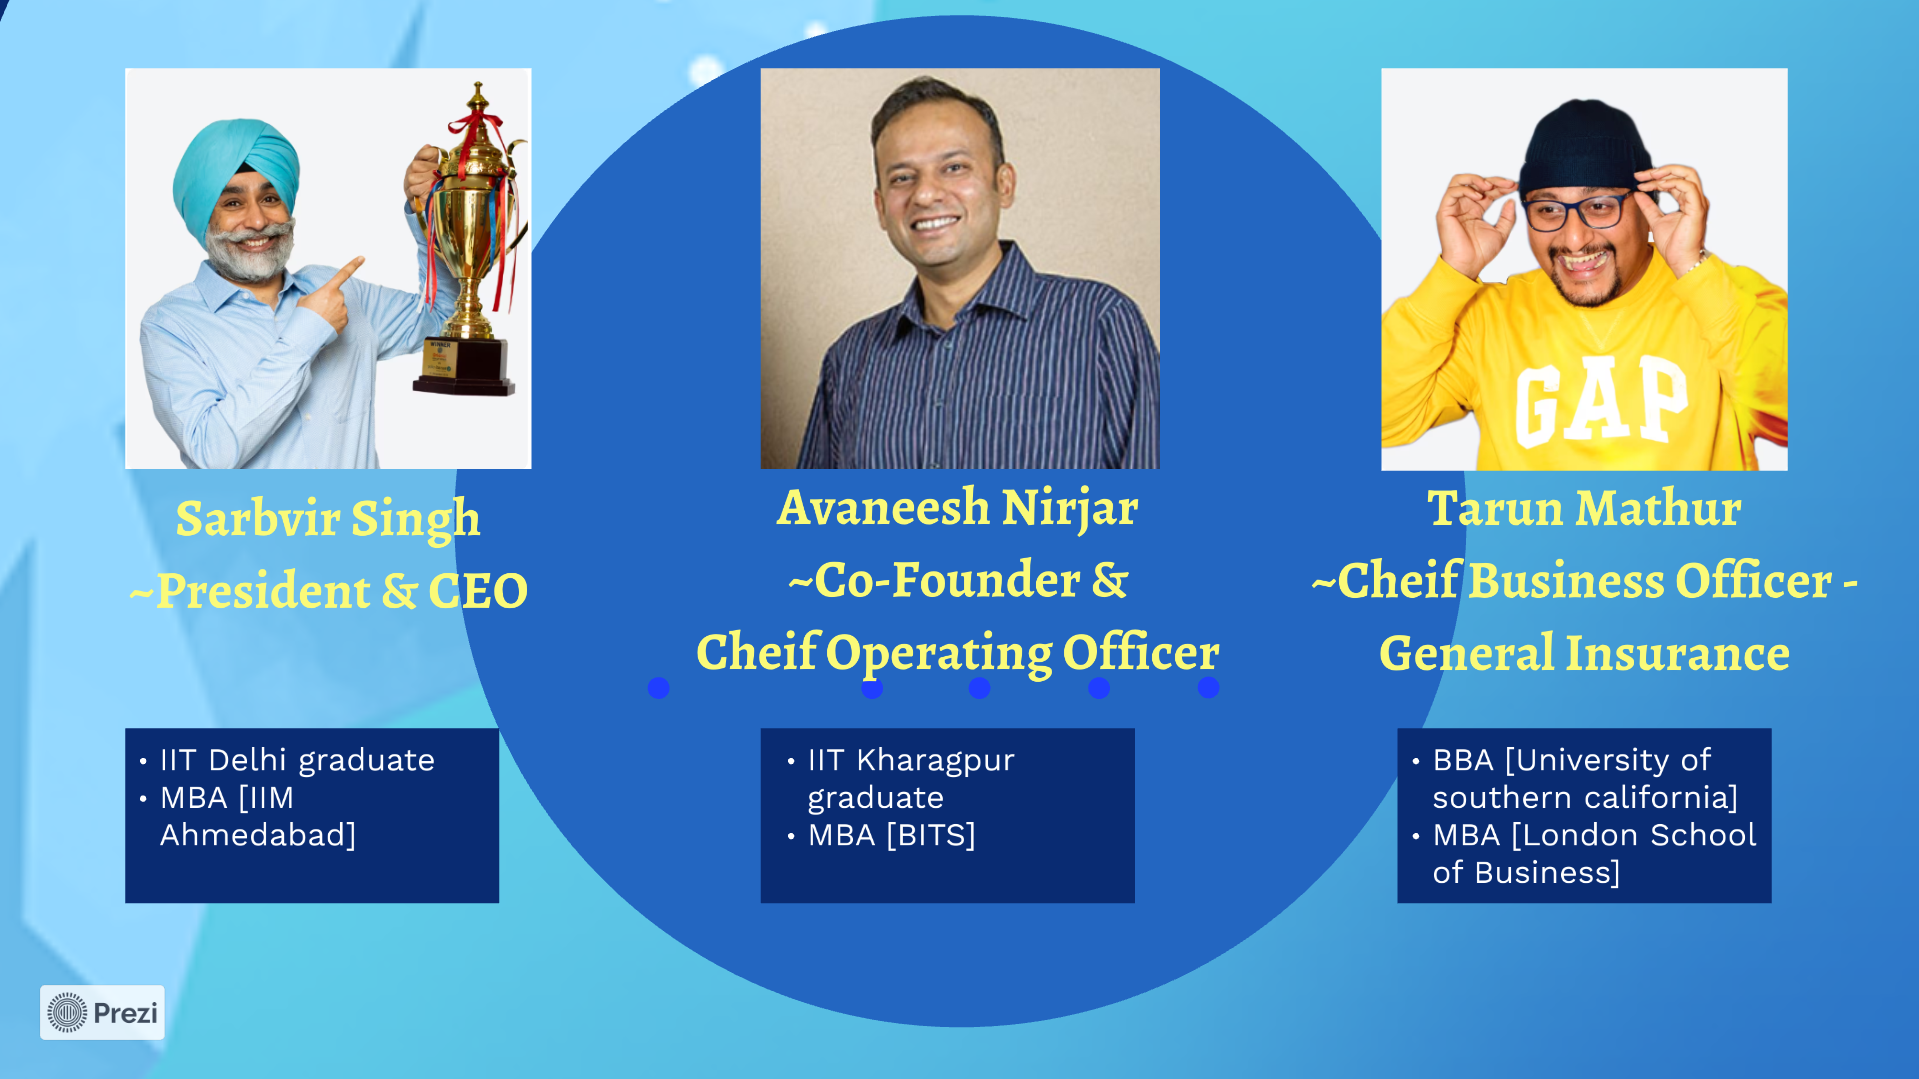 WINNER
GAP
Sarbvir Singh
~President & CEO
Avaneesh Nirjar
~Co-Founder &
Cheif Operating Officer
Tarun Mathur
~Cheif Business Officer -
General Insurance
• IIT Delhi graduate
• MBA [IIM
Ahmedabad]
• IIT Kharagpur
graduate
• MBA [BITS]
• BBA [University of
southern california]
• MBA [London School
of Business]
Prezi